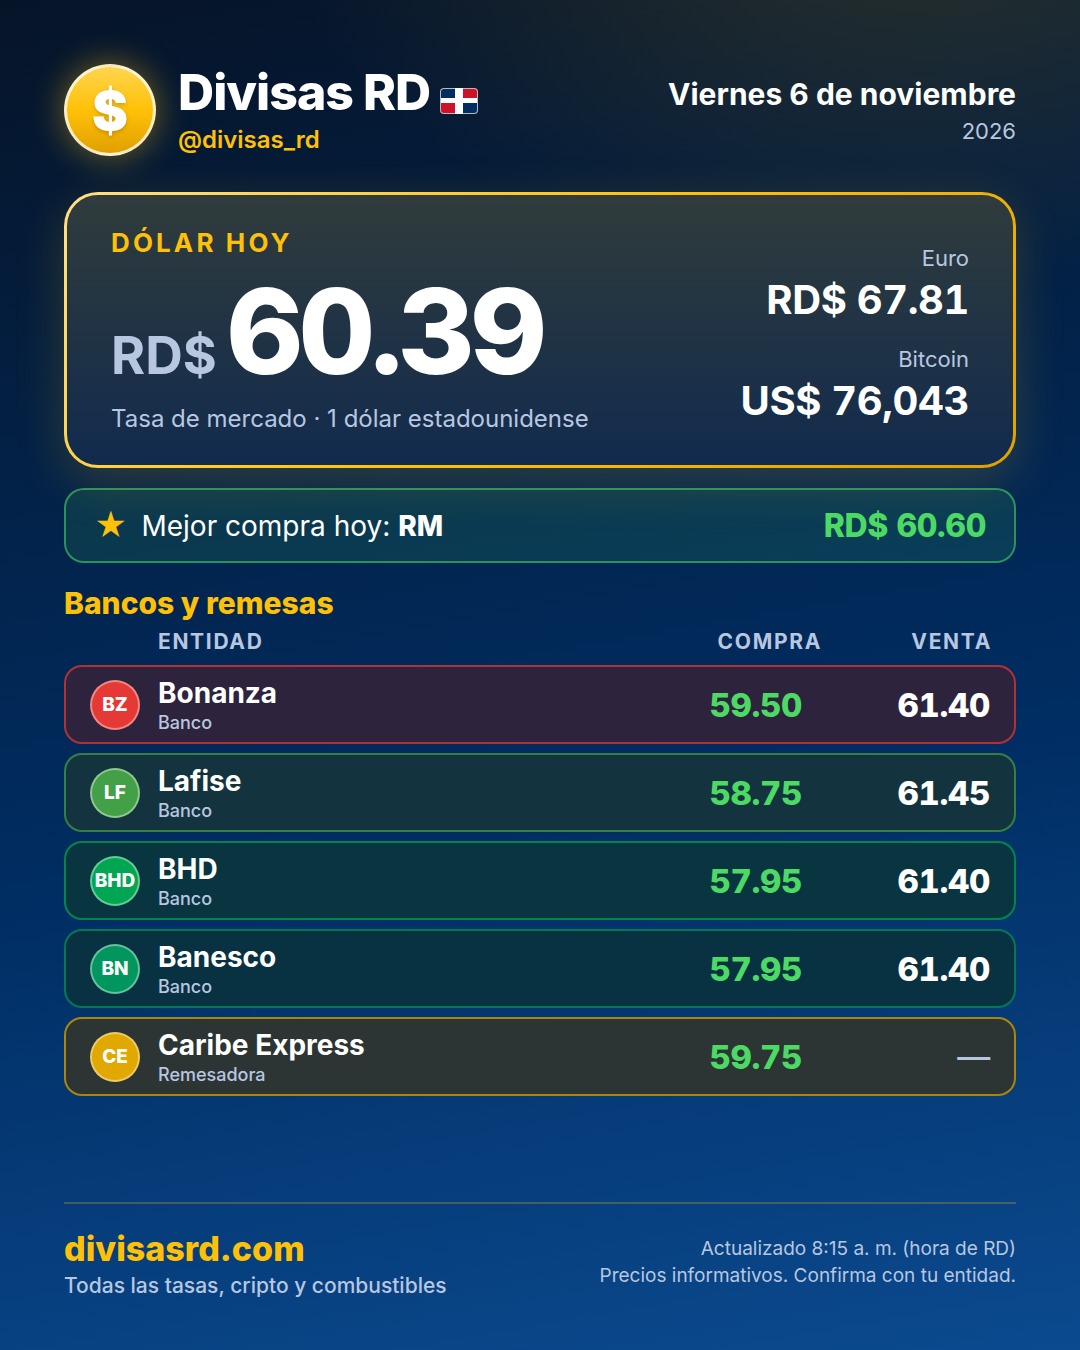 $
Divisas RD
@divisas_rd
Viernes 6 de noviembre
2026
DÓLAR HOY
RD$ 60.39
Tasa de mercado · 1 dólar estadounidense
Euro
RD$ 67.81
Bitcoin
US$ 76,043
★ Mejor compra hoy: RM RD$ 60.60
Bancos y remesas
ENTIDAD COMPRA VENTA
BZ Bonanza 59.50 61.40
Banco
LF Lafise 58.75 61.45
Banco
BHD BHD 57.95 61.40
Banco
BN Banesco 57.95 61.40
Banco
CE Caribe Express 59.75 —
Remesadora
divisasrd.com
Todas las tasas, cripto y combustibles
Actualizado 8:15 a. m. (hora de RD)
Precios informativos. Confirma con tu entidad.